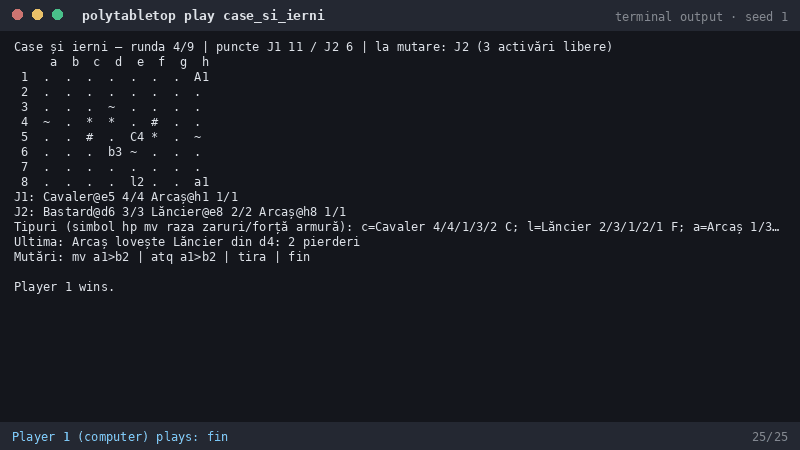 polytabletop play case_si_ierni
terminal output · seed 1
Case și ierni — runda 4/9 | puncte J1 11 / J2 6 | la mutare: J2 (3 activări libere)
a b c d e f g h
1 . . . . . . . A1
2 . . . . . . . .
3 . . . ~ . . . .
4 ~ . * * . # . .
5 . . # . C4 * . ~
6 . . . b3 ~ . . .
7 . . . . . . . .
8 . . . . l2 . . a1
J1: Cavaler@e5 4/4 Arcaș@h1 1/1
J2: Bastard@d6 3/3 Lăncier@e8 2/2 Arcaș@h8 1/1
Tipuri (simbol hp mv raza zaruri/forță armură): c=Cavaler 4/4/1/3/2 C; l=Lăncier 2/3/1/2/1 F; a=Arcaș 1/3…
Ultima: Arcaș lovește Lăncier din d4: 2 pierderi
Mutări: mv a1>b2 | atq a1>b2 | tira | fin
Player 1 wins.
Player 1 (computer) plays: fin
25/25